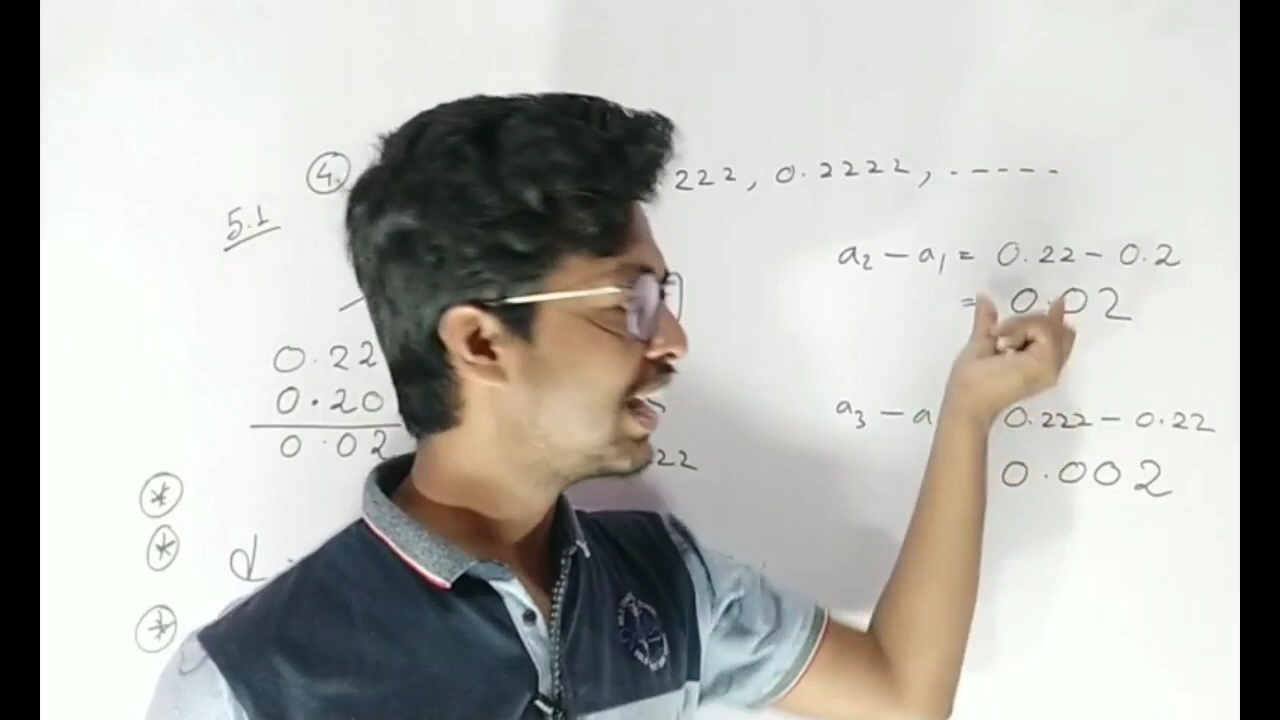 4. 222, 0.2222, .-----
5.1
a₂ - a₁ = 0.22 - 0.2
= 0.02
0.22
0.20
0.02
a₃ - a 0.222 - 0.22
0.002
22
d